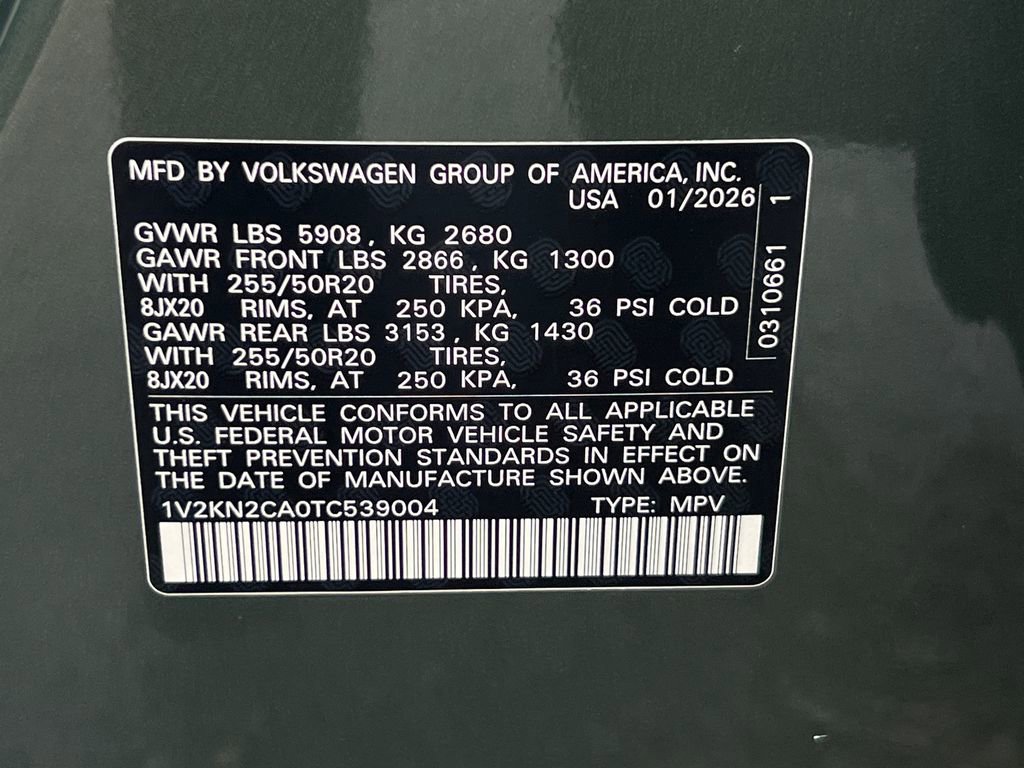 MFD BY VOLKSWAGEN GROUP OF AMERICA, INC.
USA 01/2026
GVWR LBS 5908, KG 2680
GAWR FRONT LBS 2866, KG 1300
WITH 255/50R20 TIRES,
8JX20 RIMS, AT 250 KPA, 36 PSI COLD
GAWR REAR LBS 3153, KG 1430
WITH 255/50R20 TIRES,
8JX20 RIMS, AT 250 KPA, 36 PSI COLD
0310661 1
THIS VEHICLE CONFORMS TO ALL APPLICABLE
U.S. FEDERAL MOTOR VEHICLE SAFETY AND
THEFT PREVENTION STANDARDS IN EFFECT ON
THE DATE OF MANUFACTURE SHOWN ABOVE.
1V2KN2CA0TC539004 TYPE: MPV